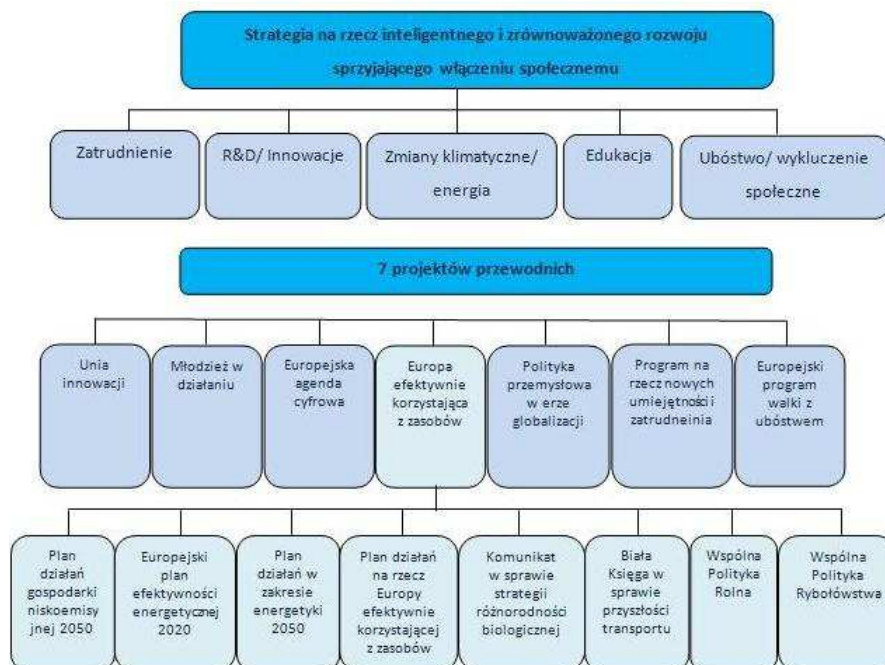 Strategia na rzecz inteligentnego i zrównoważonego rozwoju
sprzyjającego włączeniu społecznemu
Zatrudnienie
R&D/ Innowacje
Zmiany klimatyczne/
energia
Edukacja
Ubóstwo/ wykluczenie
społeczne
7 projektów przewodnich
Unia
innowacji
Młodzież w
działaniu
Europejska
agenda
cyfrowa
Europa
efektywnie
korzystająca
z zasobów
Polityka
przemysłowa
w erze
globalizacji
Program na
rzecz nowych
umiejętności i
zatrudneinia
Europejski
program
walki z
ubóstwem
Plan
działań
gospodarki
niskoemisy
jnej 2050
Europejski
plan
efektywności
energetycznej
2020
Plan
działań w
zakresie
energetyki
2050
Plan działań
na rzecz
Europy
efektywnie
korzystającej
z zasobów
Komunikat
w sprawie
strategii
różnorodności
biologicznej
Biała
Księga w
sprawie
przyszłości
transportu
Wspólna
Polityka
Rolna
Wspólna
Polityka
Rybołówstwa